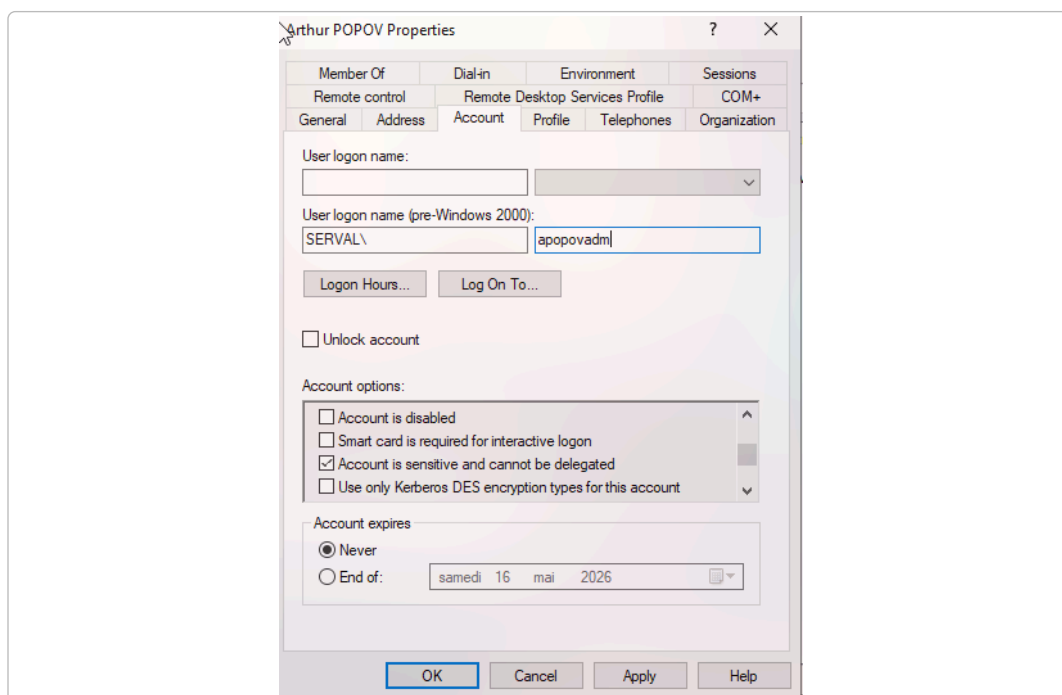 Arthur POPOV Properties ?
Member Of Dial-in Environment Sessions
Remote control Remote Desktop Services Profile COM+
General Address Account Profile Telephones Organization
User logon name:
User logon name (pre-Windows 2000):
SERVAL\ apopovadm
Logon Hours... Log On To...
Unlock account
Account options:
Account is disabled
Smart card is required for interactive logon
Account is sensitive and cannot be delegated
Use only Kerberos DES encryption types for this account
Account expires
Never
End of: samedi 16 mai 2026
OK Cancel Apply Help